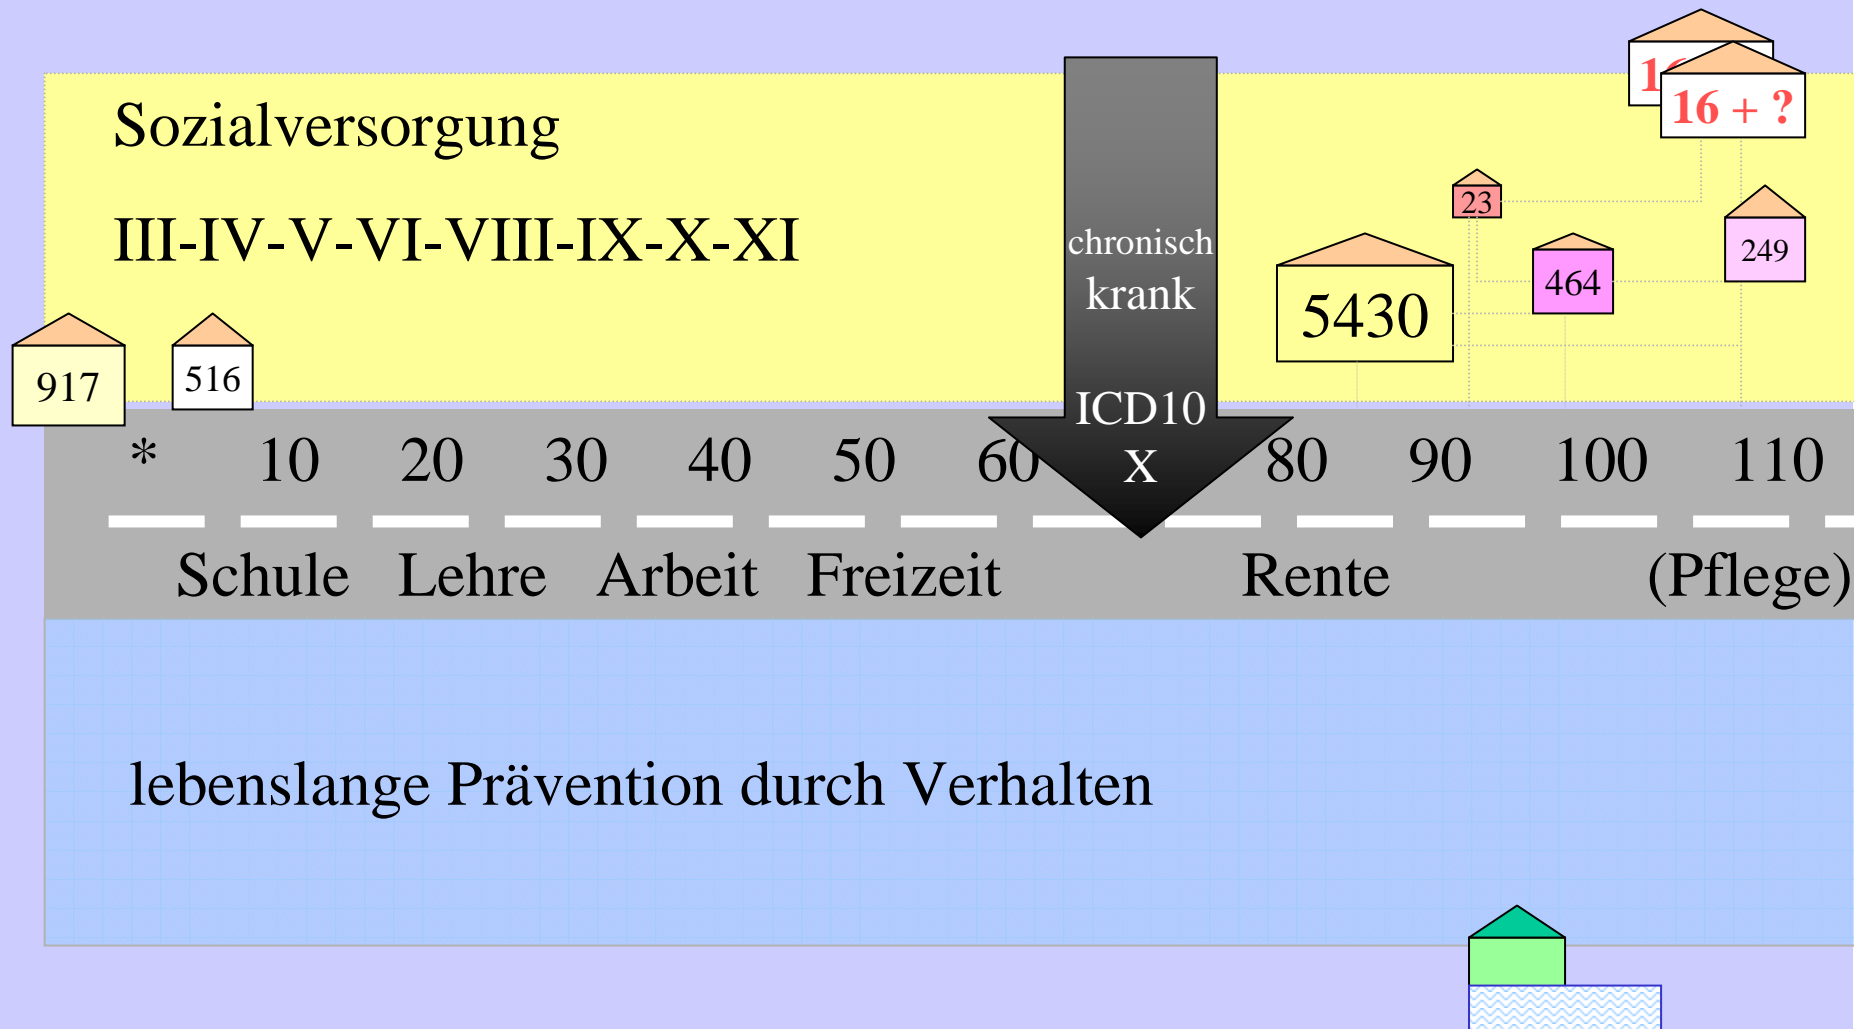 Sozialversorgung
III-IV-V-VI-VIII-IX-X-XI
917
516
chronisch
krank
ICD10
X
16 + ?
23
249
464
5430
* 10 20 30 40 50 60 80 90 100 110
Schule Lehre Arbeit Freizeit Rente (Pflege)
lebenslange Prävention durch Verhalten